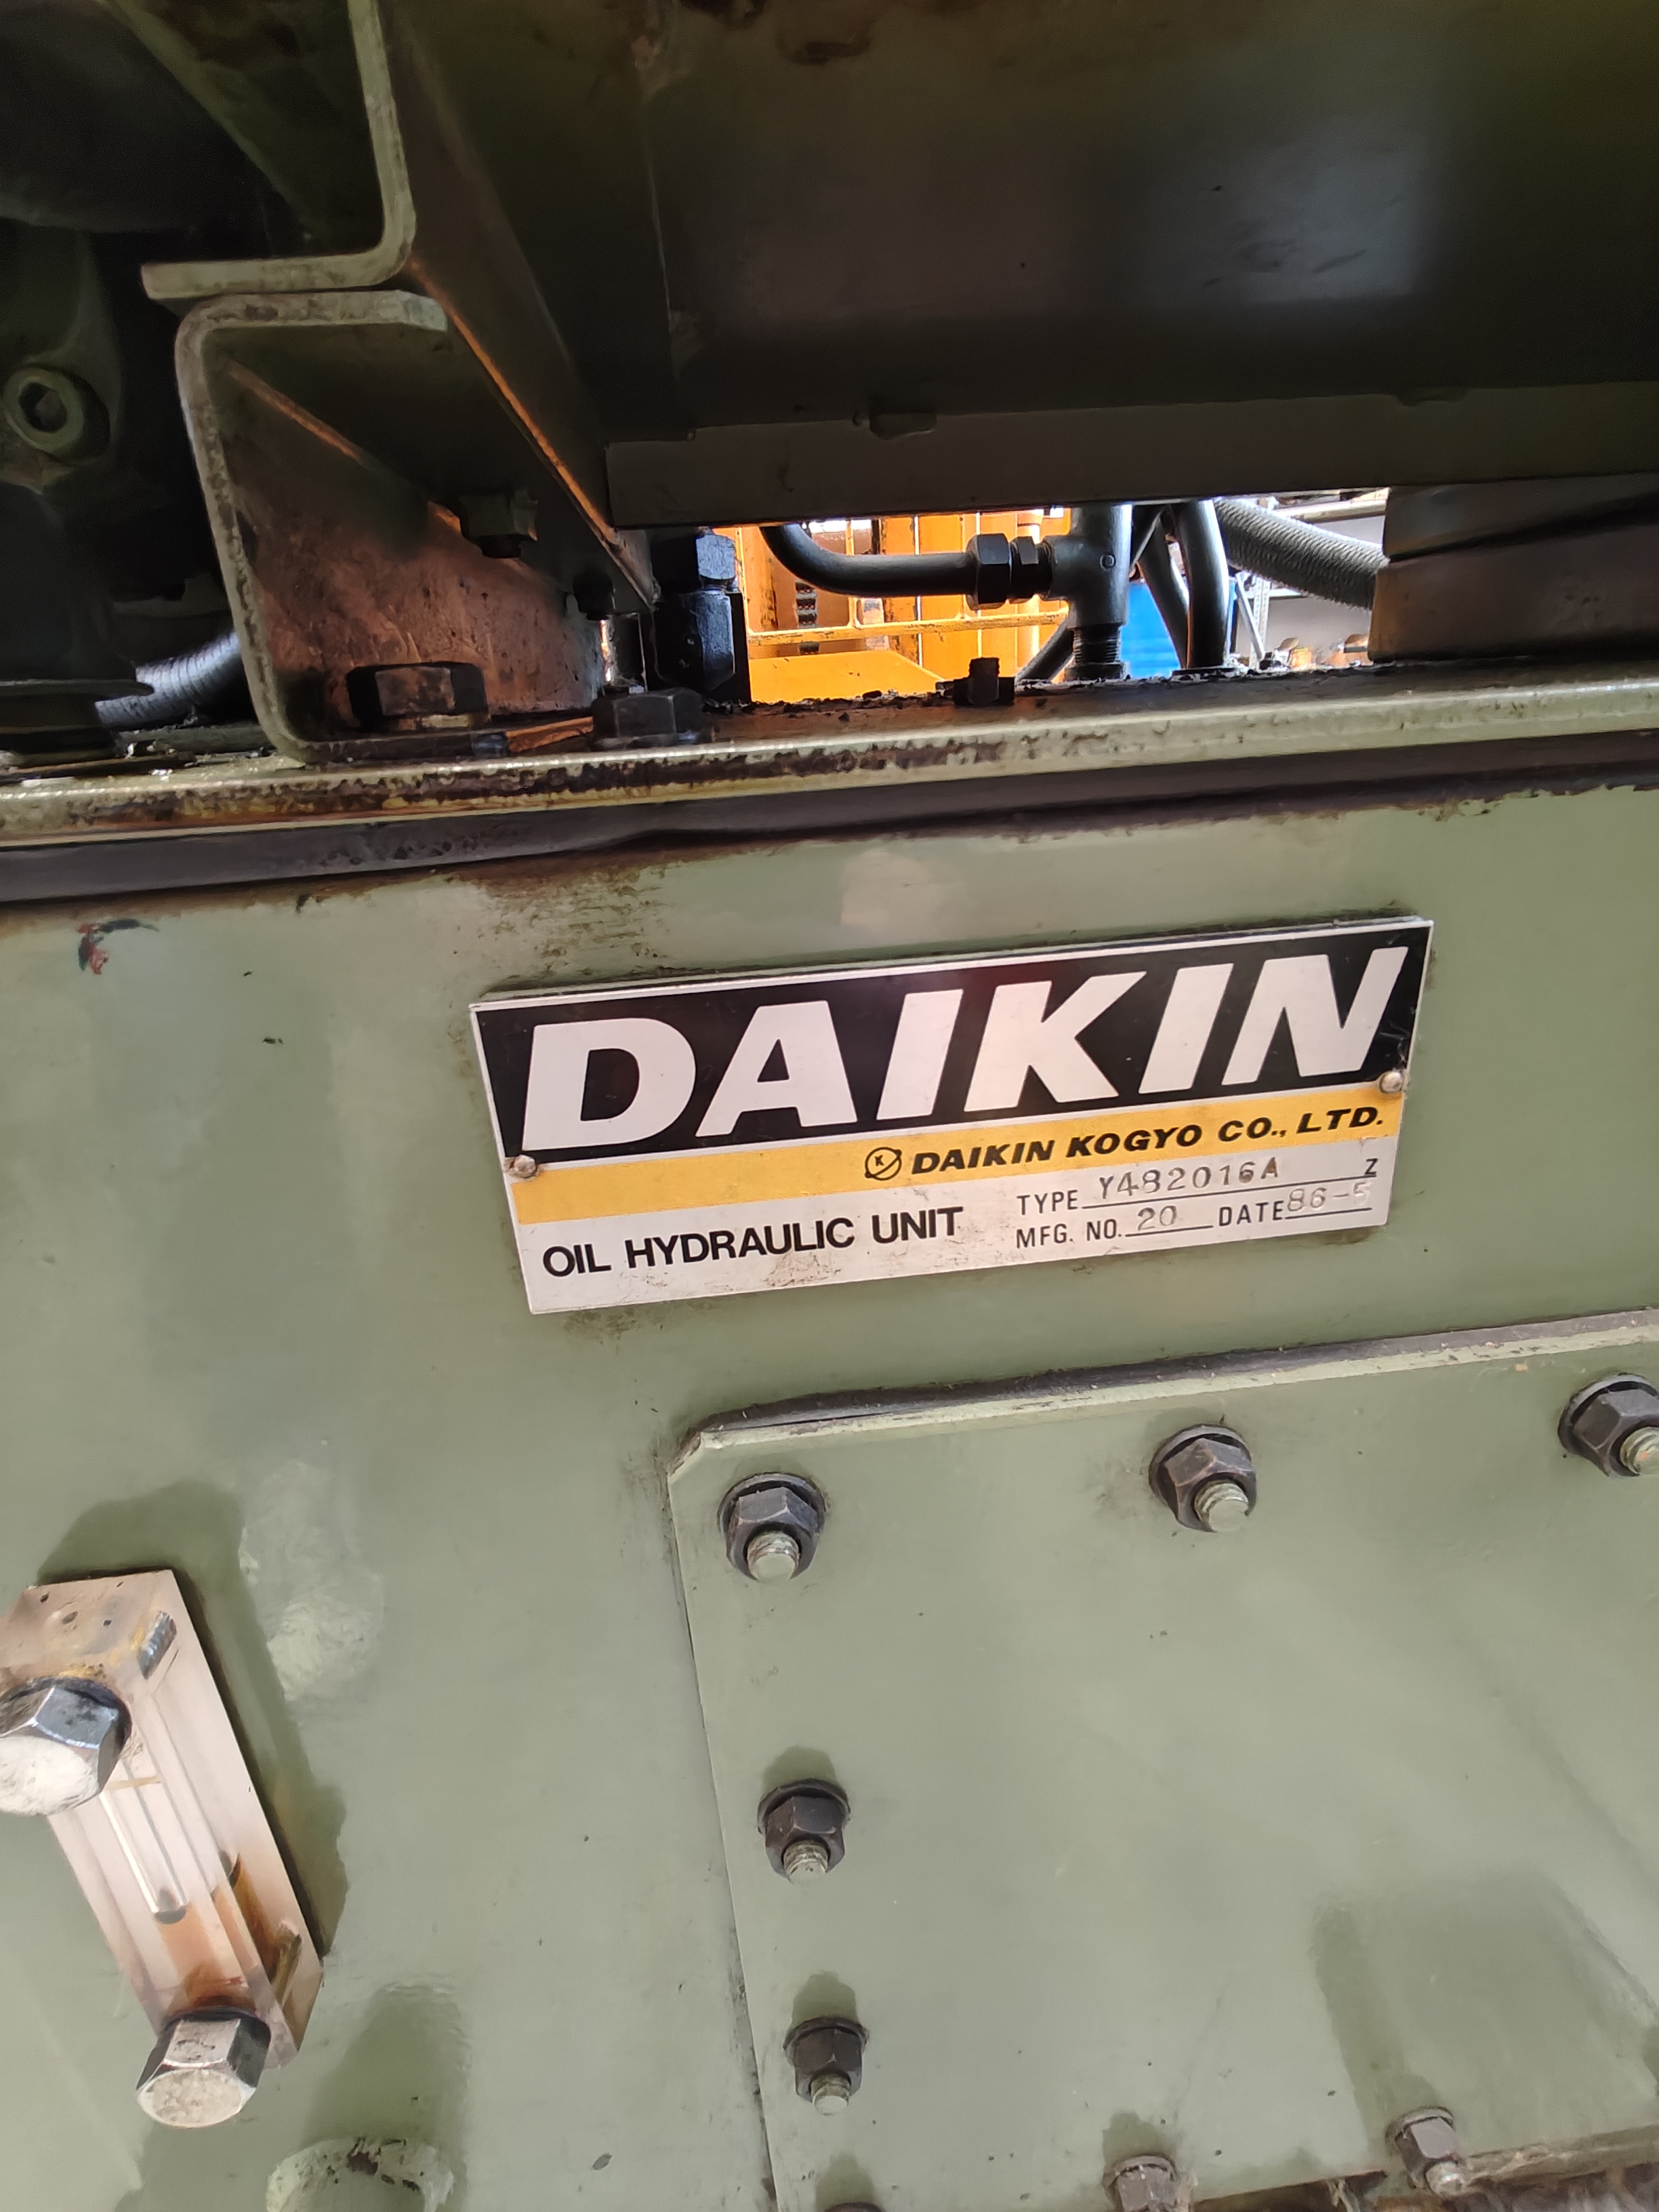 DAIKIN
K DAIKIN KOGYO CO., LTD.
OIL HYDRAULIC UNIT
TYPE Y482016A Z
MFG. NO. 20 DATE 86-5